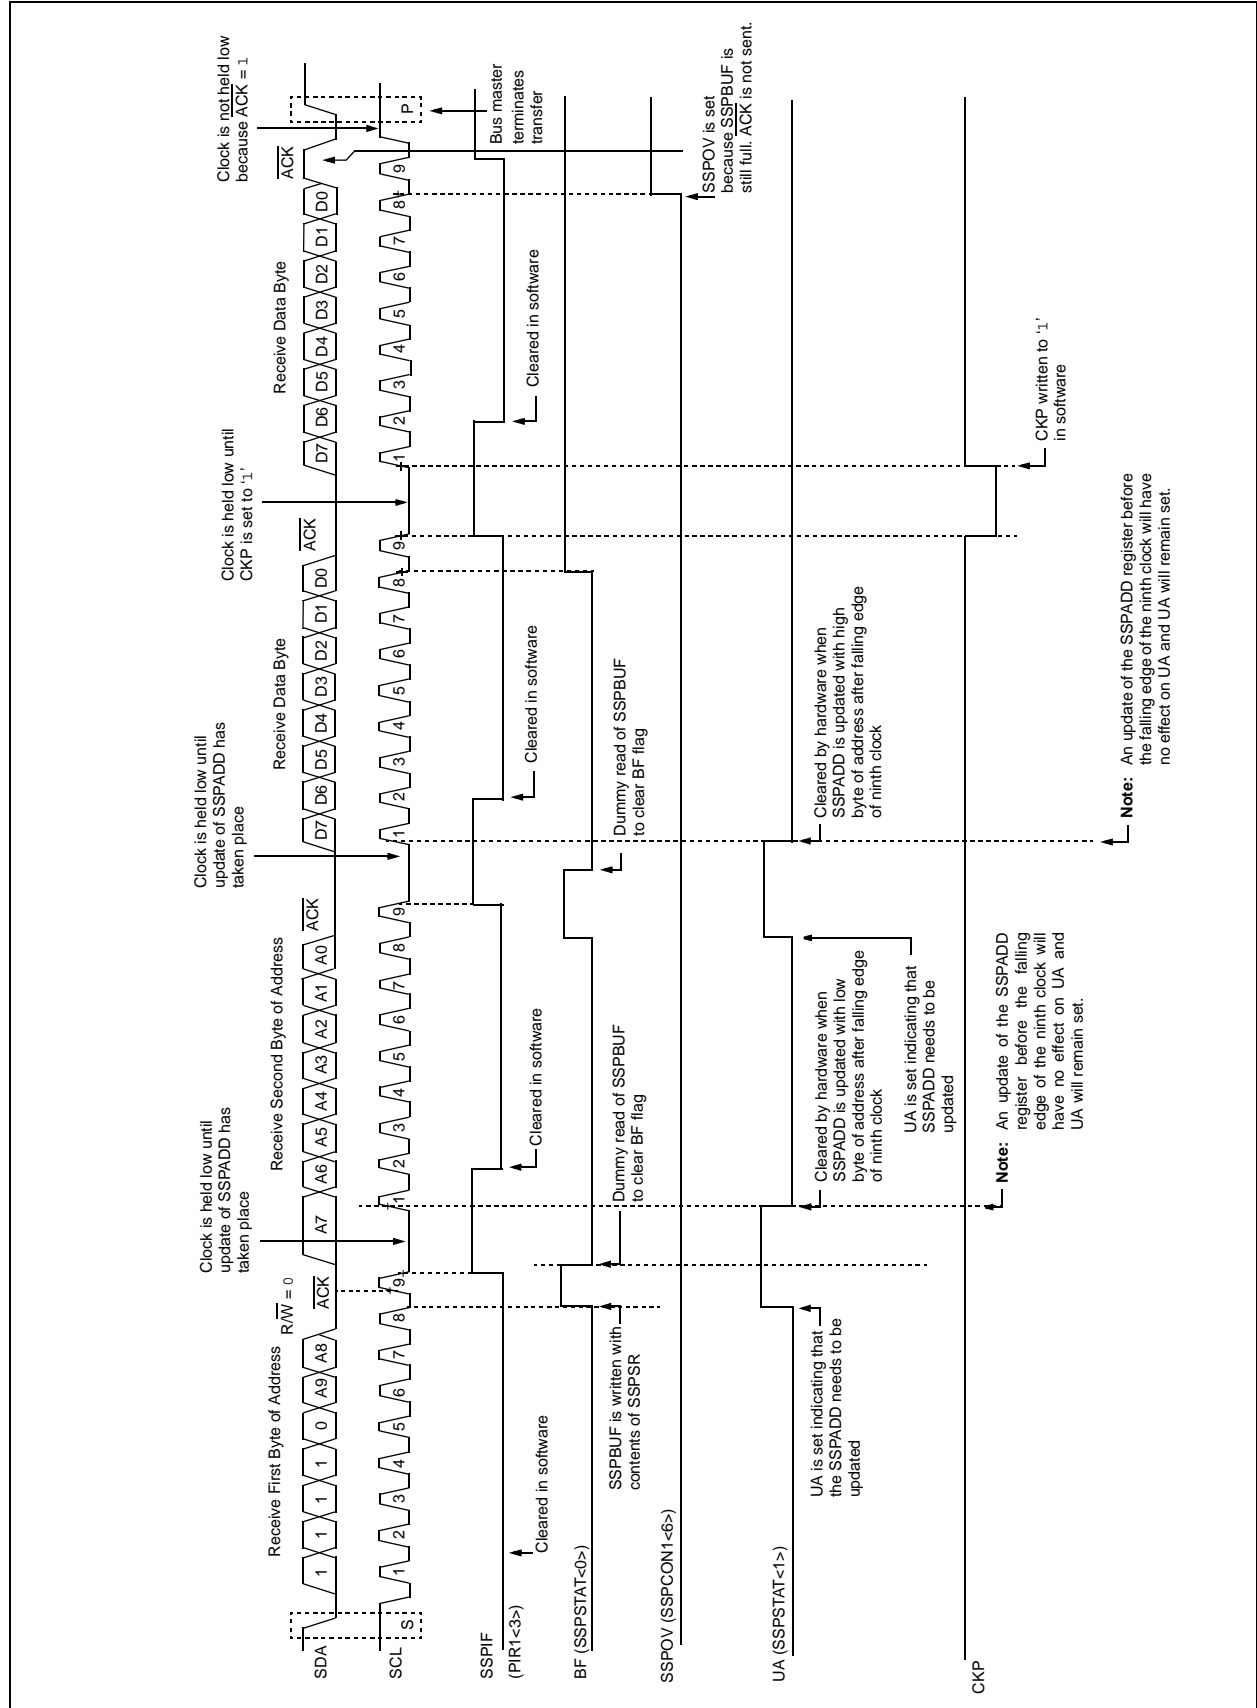 Receive First Byte of Address
R/W = 0
ACK
Receive Second Byte of Address
ACK
Receive Data Byte
ACK
Receive Data Byte
ACK
Clock is held low until
update of SSPADD has
taken place
Clock is held low until
update of SSPADD has
taken place
Clock is held low until
CKP is set to ‘1’
Clock is not held low
because ACK = 1
SDA
1 1 1 1 0 A9 A8
A7 A6 A5 A4 A3 A2 A1 A0
D7 D6 D5 D4 D3 D2 D1 D0
D7 D6 D5 D4 D3 D2 D1 D0
SCL
S
1 2 3 4 5 6 7 8 9
1 2 3 4 5 6 7 8 9
1 2 3 4 5 6 7 8 9
1 2 3 4 5 6 7 8 9
P
Bus master
terminates
transfer
SSPIF
(PIR1<3>)
Cleared in software
Cleared in software
Cleared in software
Cleared in software
BF (SSPSTAT<0>)
SSPBUF is written with
contents of SSPSR
Dummy read of SSPBUF
to clear BF flag
Dummy read of SSPBUF
to clear BF flag
SSPOV (SSPCON1<6>)
SSPOV is set
because SSPBUF is
still full. ACK is not sent.
UA (SSPSTAT<1>)
UA is set indicating that
the SSPADD needs to be
updated
Cleared by hardware when
SSPADD is updated with low
byte of address after falling edge
of ninth clock
UA is set indicating that
SSPADD needs to be
updated
Cleared by hardware when
SSPADD is updated with high
byte of address after falling edge
of ninth clock
CKP
CKP written to ‘1’
in software
Note: An update of the SSPADD
register before the falling
edge of the ninth clock will
have no effect on UA and
UA will remain set.
Note: An update of the SSPADD register before
the falling edge of the ninth clock will have
no effect on UA and UA will remain set.